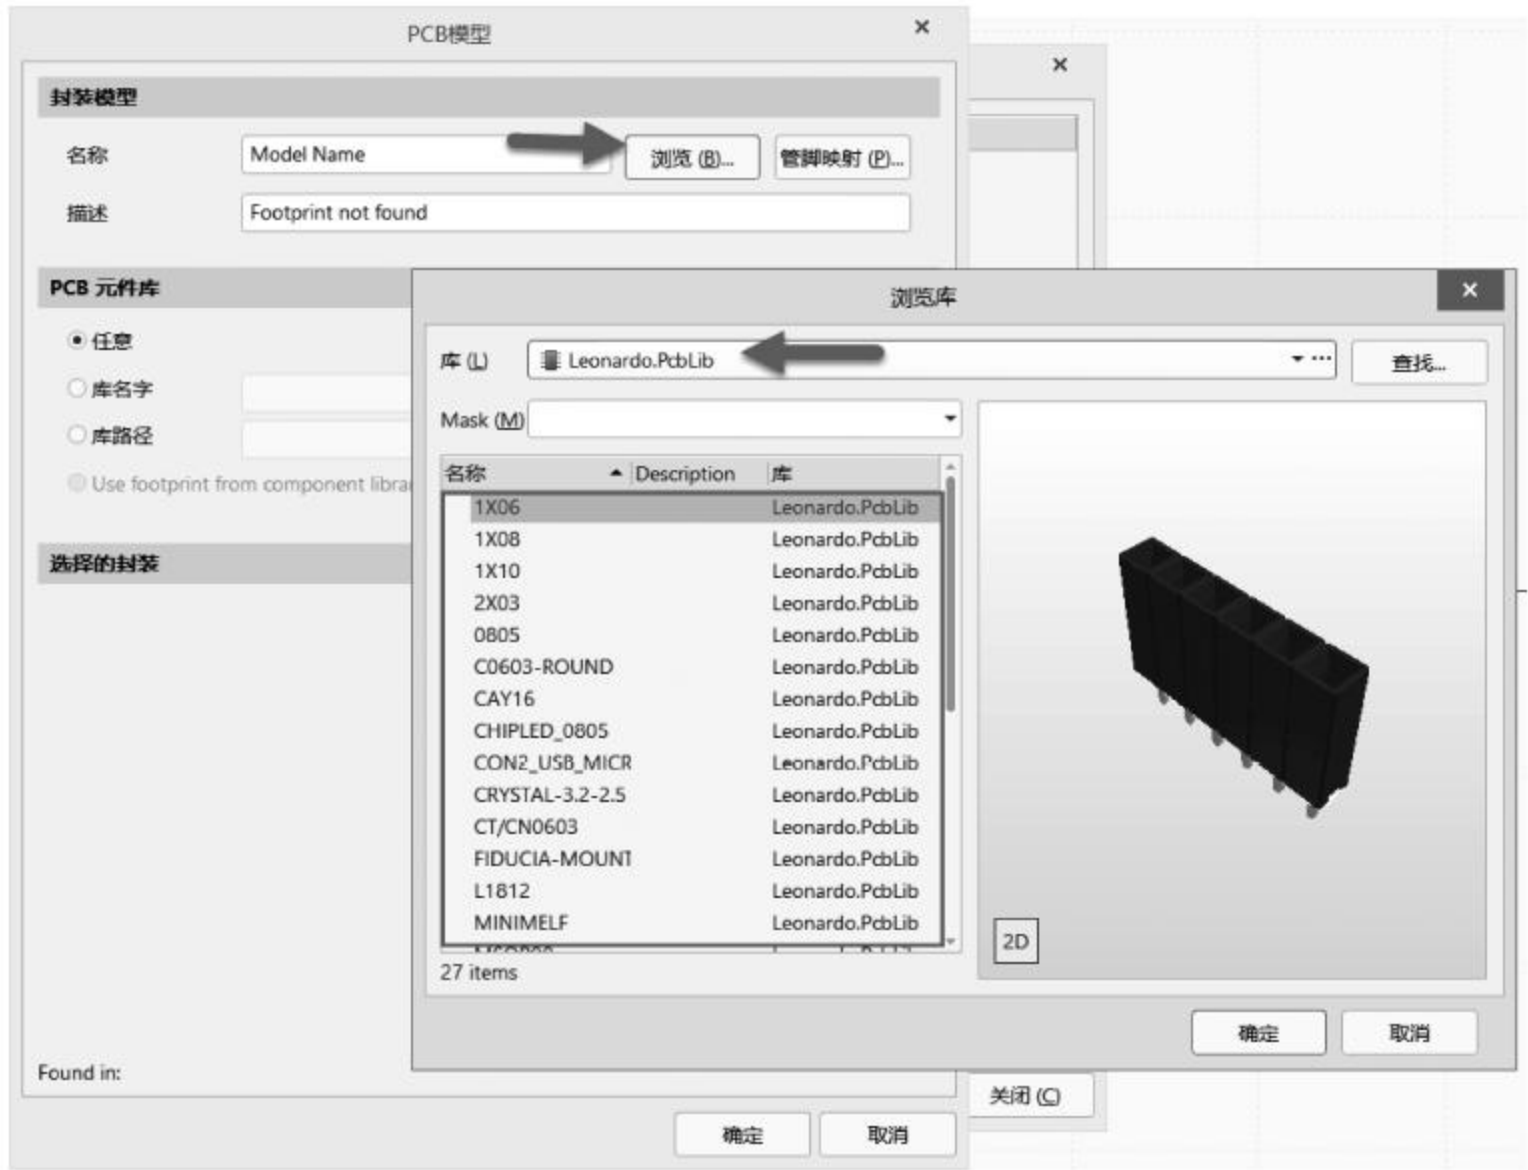 PCB模型
封装模型
名称 Model Name 浏览 (B)... 管脚映射 (P)...
描述 Footprint not found
PCB 元件库
任意
库名字
库路径
Use footprint from component libra
选择的封装
Found in:
确定 取消
关闭 (C)
浏览库
库 (L) Leonardo.PcbLib ... 查找...
Mask (M)
名称 Description 库
1X06 Leonardo.PcbLib
1X08 Leonardo.PcbLib
1X10 Leonardo.PcbLib
2X03 Leonardo.PcbLib
0805 Leonardo.PcbLib
C0603-ROUND Leonardo.PcbLib
CAY16 Leonardo.PcbLib
CHIPLED_0805 Leonardo.PcbLib
CON2_USB_MICR Leonardo.PcbLib
CRYSTAL-3.2-2.5 Leonardo.PcbLib
CT/CN0603 Leonardo.PcbLib
FIDUCIA-MOUNT Leonardo.PcbLib
L1812 Leonardo.PcbLib
MINIMELF Leonardo.PcbLib
27 items
2D
确定 取消